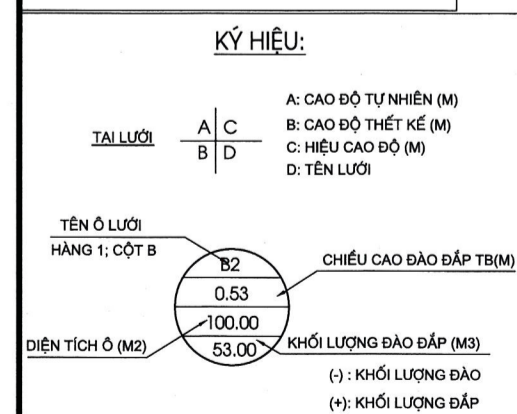 KÝ HIỆU:
TẠI LƯỚI
A C
B D
A: CAO ĐỘ TỰ NHIÊN (M)
B: CAO ĐỘ THẾT KẾ (M)
C: HIỆU CAO ĐỘ (M)
D: TÊN LƯỚI
TÊN Ô LƯỚI
HÀNG 1; CỘT B
B2
CHIỀU CAO ĐÀO ĐẮP TB(M)
0.53
100.00
DIỆN TÍCH Ô (M2)
53.00
KHỐI LƯỢNG ĐÀO ĐẮP (M3)
(-) : KHỐI LƯỢNG ĐÀO
(+): KHỐI LƯỢNG ĐẮP